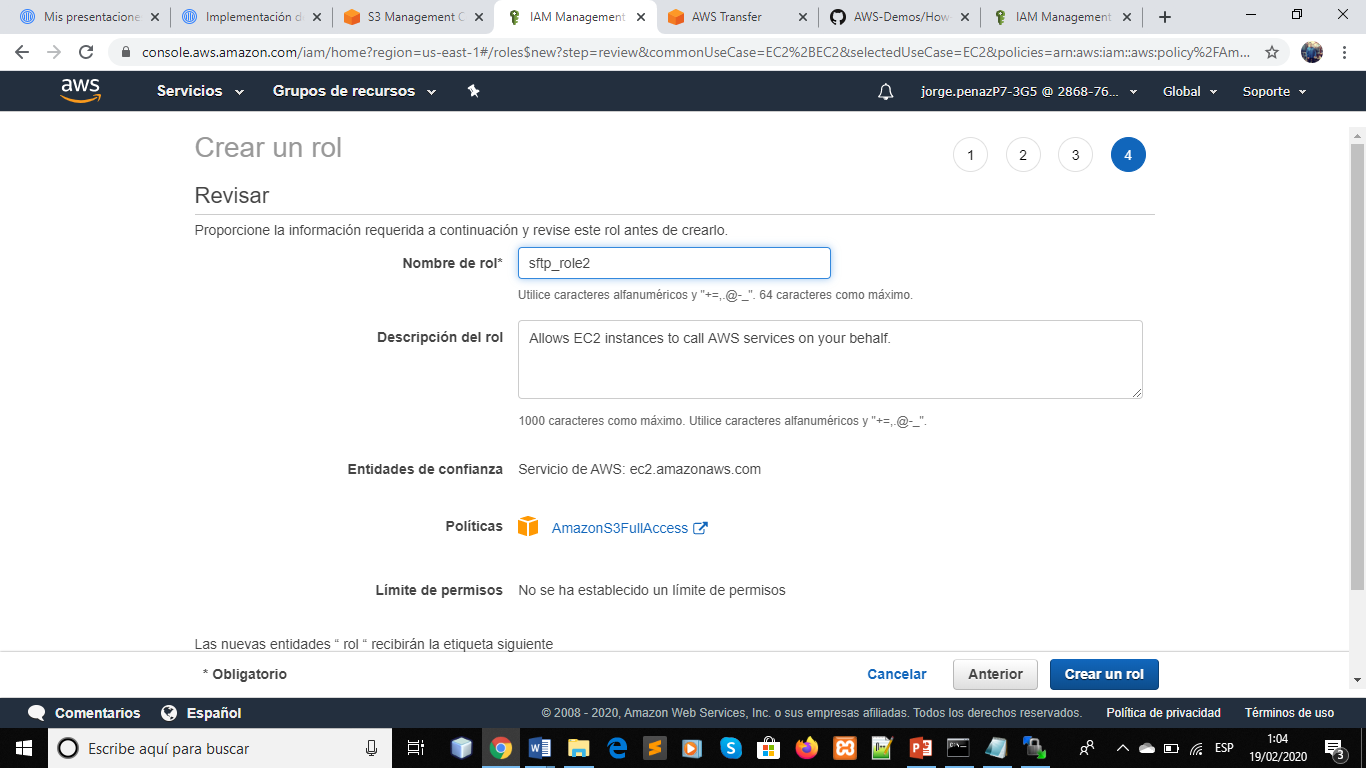 Mis presentacione
Implementación d
S3 Management C
IAM Management
AWS Transfer
AWS-Demos/How
IAM Management
console.aws.amazon.com/iam/home?region=us-east-1#/roles$new?step=review&commonUseCase=EC2%2BEC2&selectedUseCase=EC2&policies=arn:aws:iam::aws:policy%2FAm...
aws
Servicios
Grupos de recursos
jorge.penazP7-3G5 @ 2868-76...
Global
Soporte
Crear un rol
1 2 3 4
Revisar
Proporcione la información requerida a continuación y revise este rol antes de crearlo.
Nombre de rol* sftp_role2
Utilice caracteres alfanuméricos y "+=,.@-_". 64 caracteres como máximo.
Descripción del rol Allows EC2 instances to call AWS services on your behalf.
1000 caracteres como máximo. Utilice caracteres alfanuméricos y "+=,.@-_".
Entidades de confianza Servicio de AWS: ec2.amazonaws.com
Políticas AmazonS3FullAccess
Límite de permisos No se ha establecido un límite de permisos
Las nuevas entidades “ rol “ recibirán la etiqueta siguiente
* Obligatorio
Cancelar
Anterior
Crear un rol
Comentarios
Español
© 2008 - 2020, Amazon Web Services, Inc. o sus empresas afiliadas. Todos los derechos reservados.
Política de privacidad
Términos de uso
Escribe aquí para buscar
ESP
1:04
19/02/2020
3